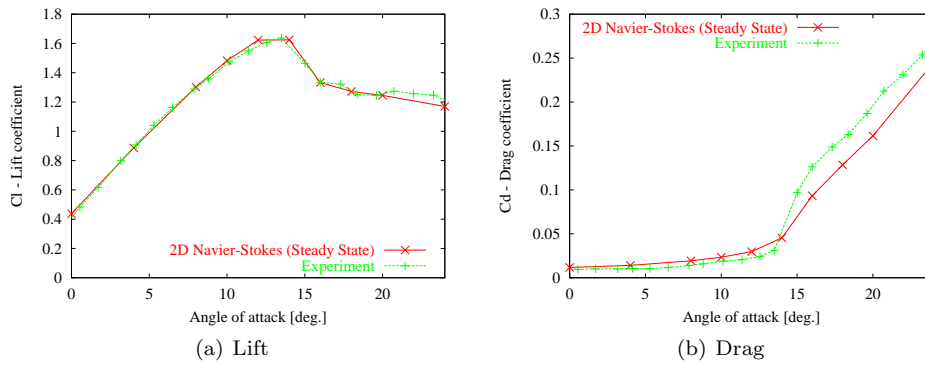 1.8
1.6
1.4
1.2
1
0.8
0.6
0.4
0.2
0
Cl - Lift coefficient
2D Navier-Stokes (Steady State)
Experiment
0 5 10 15 20
Angle of attack [deg.]
(a) Lift
0.3
0.25
0.2
0.15
0.1
0.05
0
Cd - Drag coefficient
2D Navier-Stokes (Steady State)
Experiment
0 5 10 15 20
Angle of attack [deg.]
(b) Drag